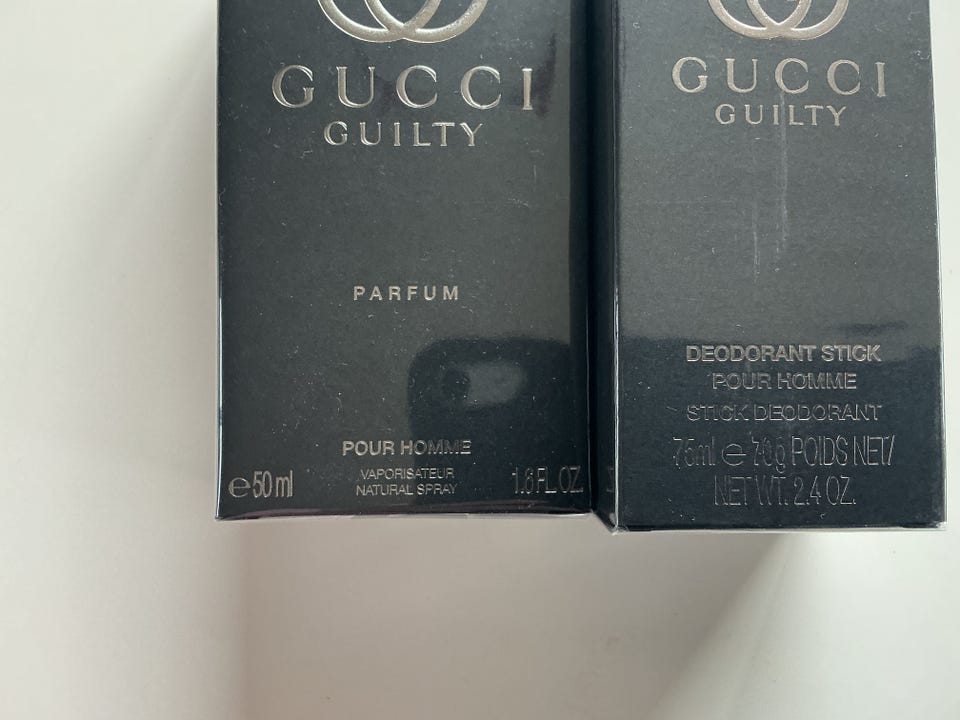 GUCCI
GUILTY
PARFUM
POUR HOMME
VAPORISATEUR
NATURAL SPRAY
e50 ml
1.6 FL.OZ.
GUCCI
GUILTY
DEODORANT STICK
POUR HOMME
STICK DEODORANT
75ml e 70g POIDS NET/
NET WT. 2.4 OZ.